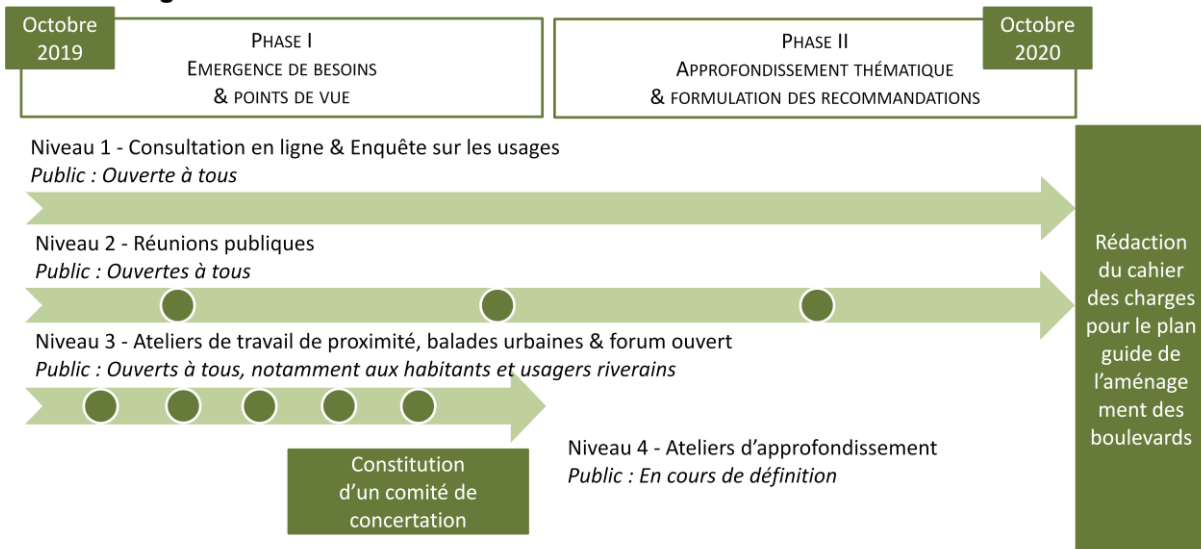 Octobre
2019
PHASE I
EMERGENCE DE BESOINS
& POINTS DE VUE
PHASE II
APPROFONDISSEMENT THÉMATIQUE
& FORMULATION DES RECOMMANDATIONS
Octobre
2020
Niveau 1 - Consultation en ligne & Enquête sur les usages
Public : Ouverte à tous
Niveau 2 - Réunions publiques
Public : Ouvertes à tous
Niveau 3 - Ateliers de travail de proximité, balades urbaines & forum ouvert
Public : Ouverts à tous, notamment aux habitants et usagers riverains
Constitution
d’un comité de
concertation
Niveau 4 - Ateliers d’approfondissement
Public : En cours de définition
Rédaction
du cahier
des charges
pour le plan
guide de
l’aménage
ment des
boulevards